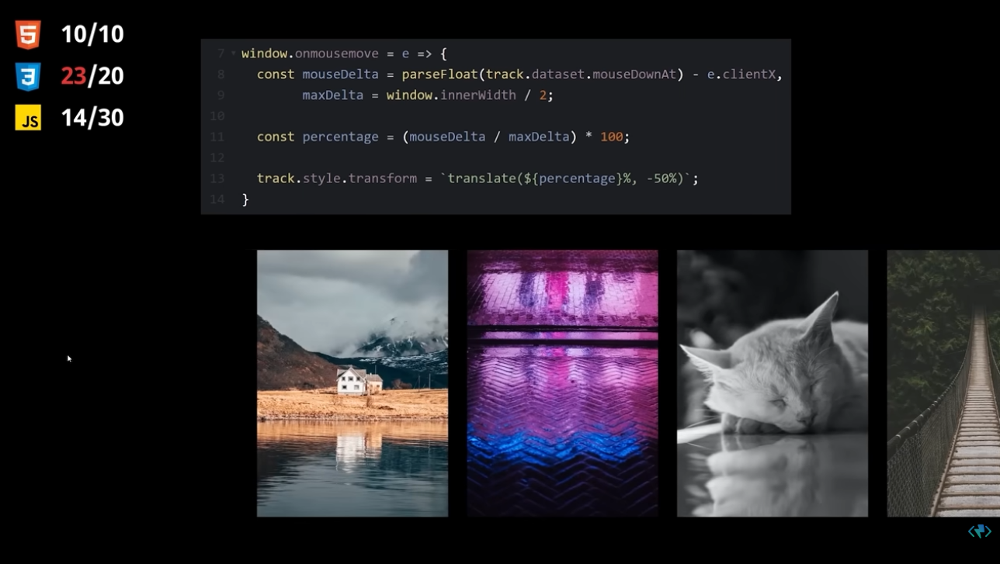 5 10/10
3 23/20
JS 14/30
7 window.onmousemove = e => {
8 const mouseDelta = parseFloat(track.dataset.mouseDownAt) - e.clientX,
9 maxDelta = window.innerWidth / 2;
10
11 const percentage = (mouseDelta / maxDelta) * 100;
12
13 track.style.transform = `translate(${percentage}%, -50%)`;
14 }